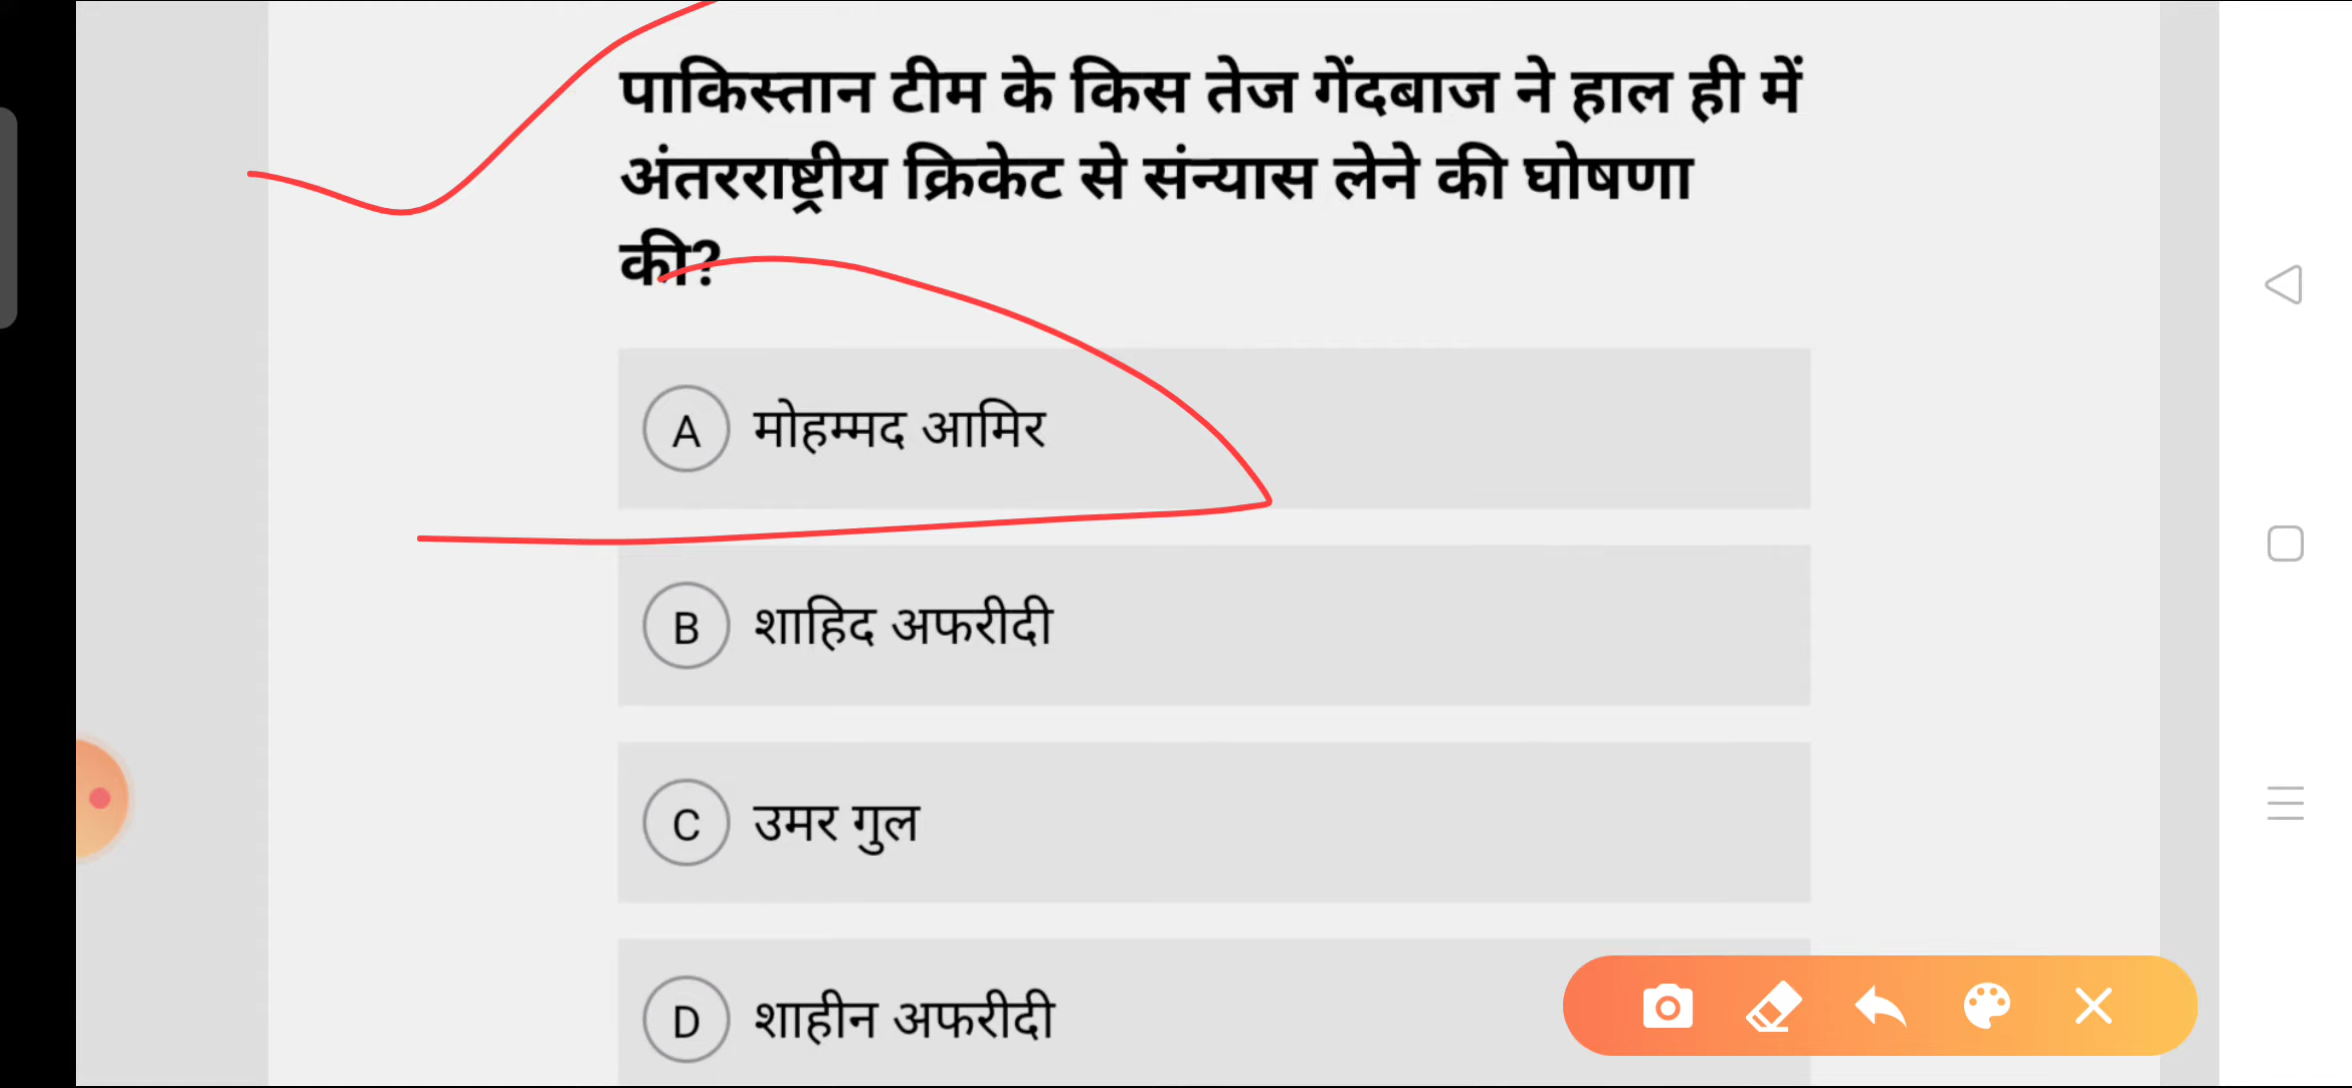 पाकिस्तान टीम के किस तेज गेंदबाज ने हाल ही में
अंतरराष्ट्रीय क्रिकेट से संन्यास लेने की घोषणा
की?
A मोहम्मद आमिर
B शाहिद अफरीदी
C उमर गुल
D शाहीन अफरीदी